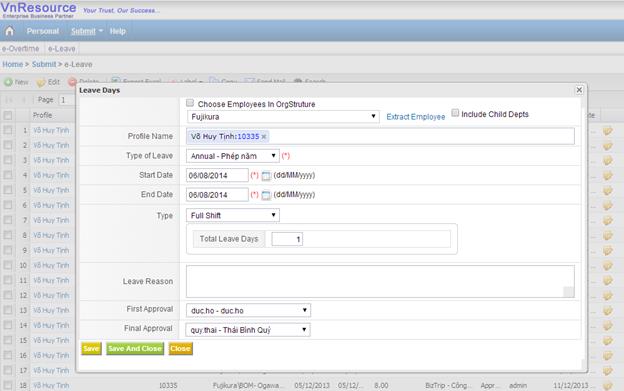 VnResource Your Trust, Our Success...
Enterprise Business Partner
Personal Submit Help
e-Overtime e-Leave
Home > Submit > e-Leave
New Edit Delete Export Excel Label Copy Send Mail Search
Leave Days
Page 1
Choose Employees In OrgStruture
Fujikura Extract Employee Include Child Depts
Profile
Profile Name Võ Huy Tịnh:10335
1 Võ Huy Tịnh
2 Võ Huy Tịnh
3 Võ Huy Tịnh
4 Võ Huy Tịnh
5 Võ Huy Tịnh
6 Võ Huy Tịnh
7 Võ Huy Tịnh
8 Võ Huy Tịnh
9 Võ Huy Tịnh
10 Võ Huy Tịnh
11 Võ Huy Tịnh
12 Võ Huy Tịnh
13 Võ Huy Tịnh
14 Võ Huy Tịnh
15 Võ Huy Tịnh
16 Võ Huy Tịnh
17 Võ Huy Tịnh
Type of Leave Annual - Phép năm (*)
Start Date 06/08/2014 (*) (dd/MM/yyyy)
End Date 06/08/2014 (*) (dd/MM/yyyy)
Type Full Shift
Total Leave Days 1
Leave Reason
First Approval duc.ho - duc.ho
Final Approval quy.thai - Thái Bình Quý
Save Save And Close Close
18 Võ Huy Tịnh 10335 Fujikura\BOM- Ogawa... 05/12/2013 05/12/... 8.00 BizTrip - Công... Appr... admin 11/12/2013 ...